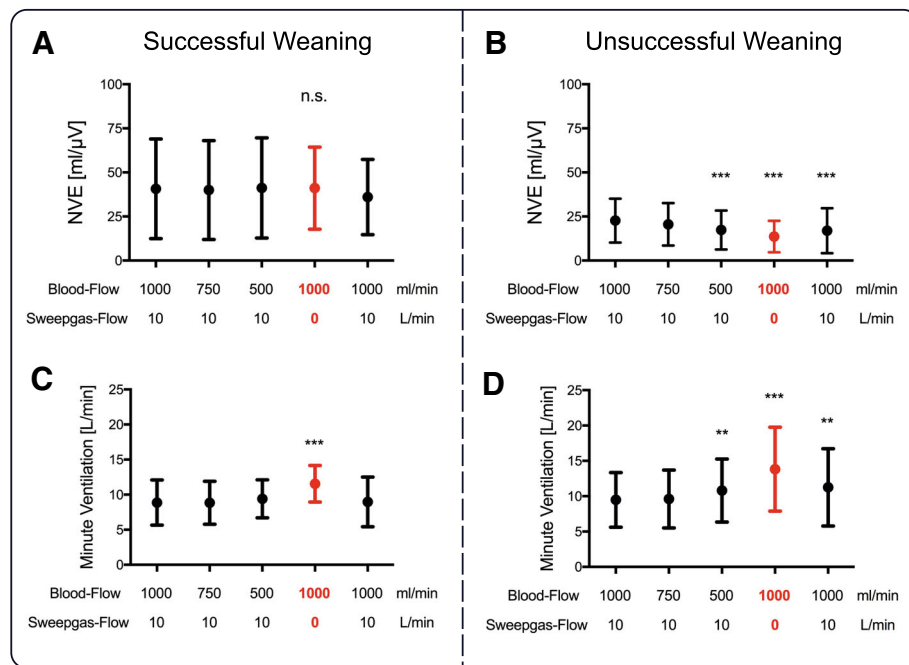 A
Successful Weaning
NVE [ml/µV]
100
75
50
25
0
n.s.
Blood-Flow 1000 750 500 1000 1000 ml/min
Sweepgas-Flow 10 10 10 0 10 L/min
B
Unsuccessful Weaning
NVE [ml/µV]
100
75
50
25
0
*** *** ***
Blood-Flow 1000 750 500 1000 1000 ml/min
Sweepgas-Flow 10 10 10 0 10 L/min
C
Minute Ventilation [L/min]
25
20
15
10
5
0
***
Blood-Flow 1000 750 500 1000 1000 ml/min
Sweepgas-Flow 10 10 10 0 10 L/min
D
Minute Ventilation [L/min]
25
20
15
10
5
0
** *** **
Blood-Flow 1000 750 500 1000 1000 ml/min
Sweepgas-Flow 10 10 10 0 10 L/min